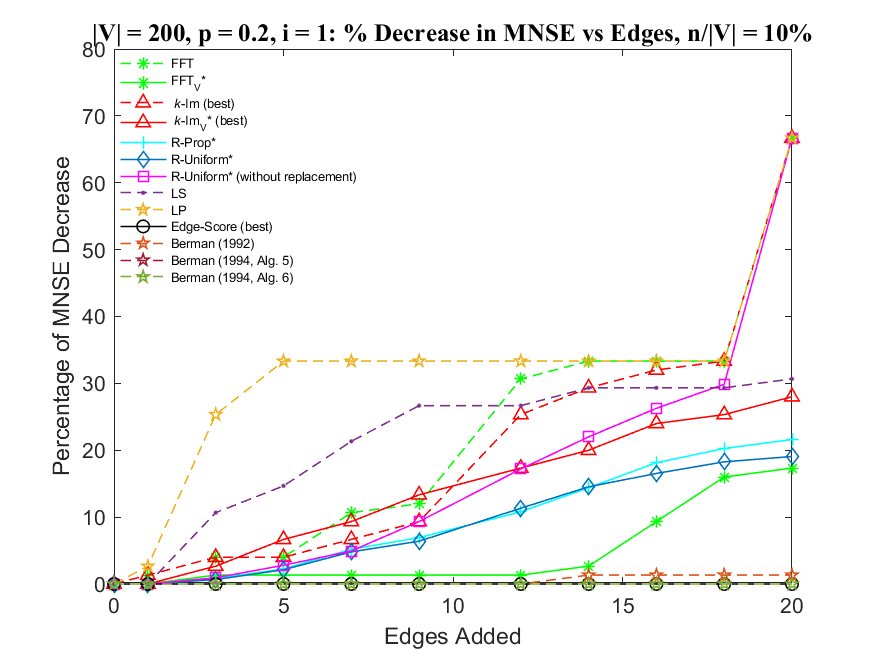 |V| = 200, p = 0.2, i = 1: % Decrease in MNSE vs Edges, n/|V| = 10%
80
70
60
50
40
30
20
10
0
Percentage of MNSE Decrease
FFT
FFT_V*
k-Im (best)
k-Im_V* (best)
R-Prop*
R-Uniform*
R-Uniform* (without replacement)
LS
LP
Edge-Score (best)
Berman (1992)
Berman (1994, Alg. 5)
Berman (1994, Alg. 6)
0 5 10 15 20
Edges Added